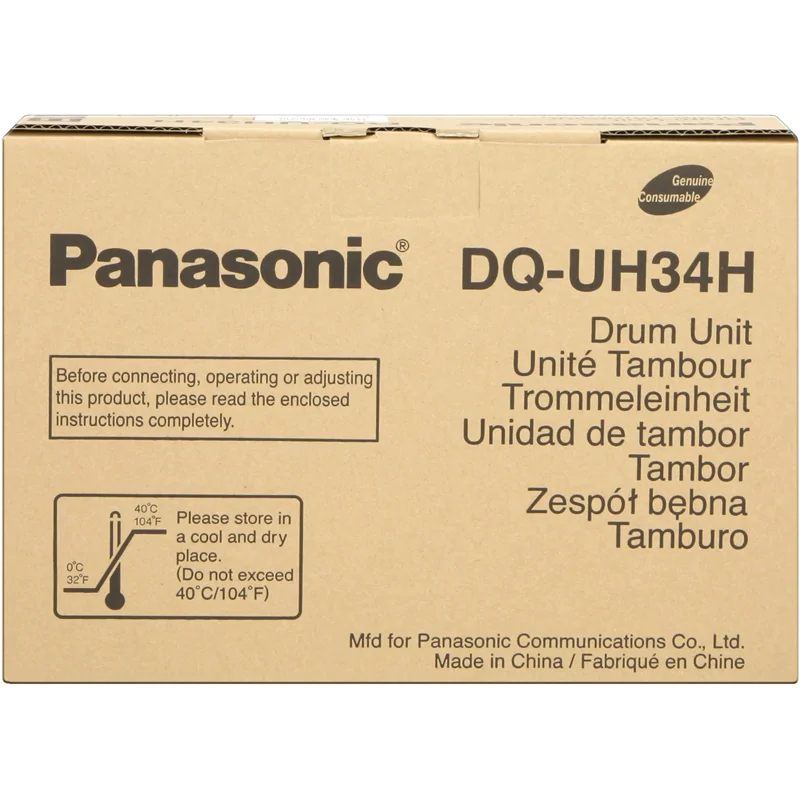 Genuine
Consumable
Panasonic®
DQ-UH34H
Drum Unit
Unité Tambour
Trommeleinheit
Unidad de tambor
Tambor
Zespół bębna
Tamburo
Before connecting, operating or adjusting
this product, please read the enclosed
instructions completely.
40°C
104°F
0°C
32°F
Please store in
a cool and dry
place.
(Do not exceed
40°C/104°F)
Mfd for Panasonic Communications Co., Ltd.
Made in China / Fabriqué en Chine